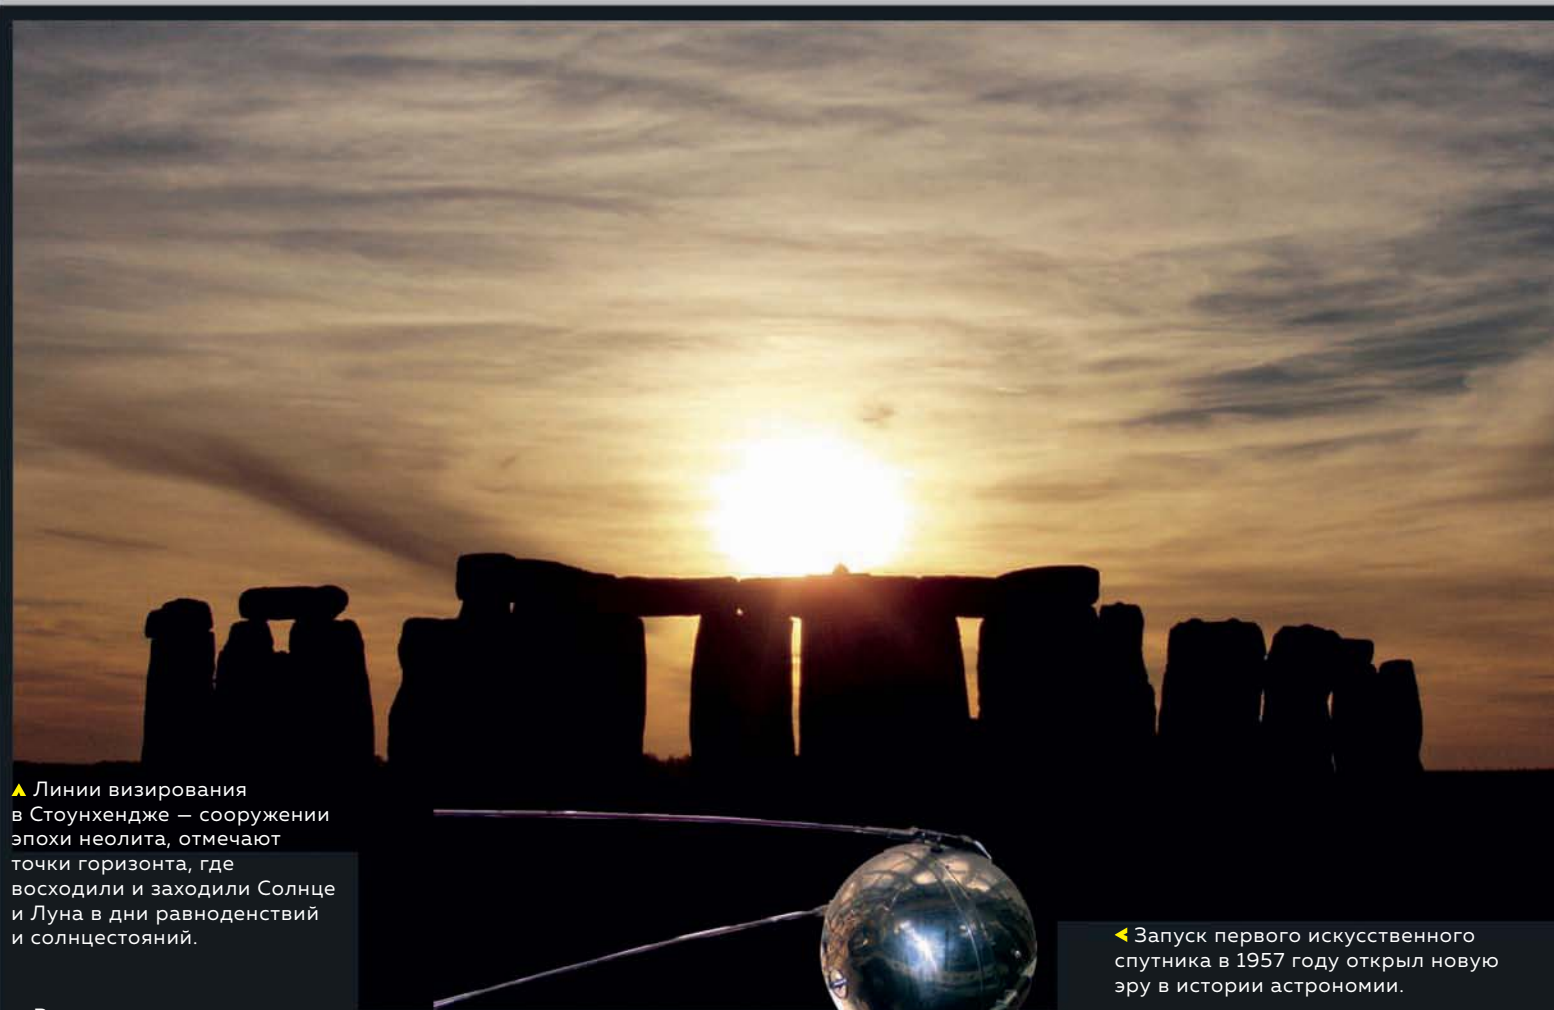 Линии визирования
в Стоунхендже — сооружении
эпохи неолита, отмечают
точки горизонта, где
восходили и заходили Солнце
и Луна в дни равноденствий
и солнцестояний.
Запуск первого искусственного
спутника в 1957 году открыл новую
эру в истории астрономии.